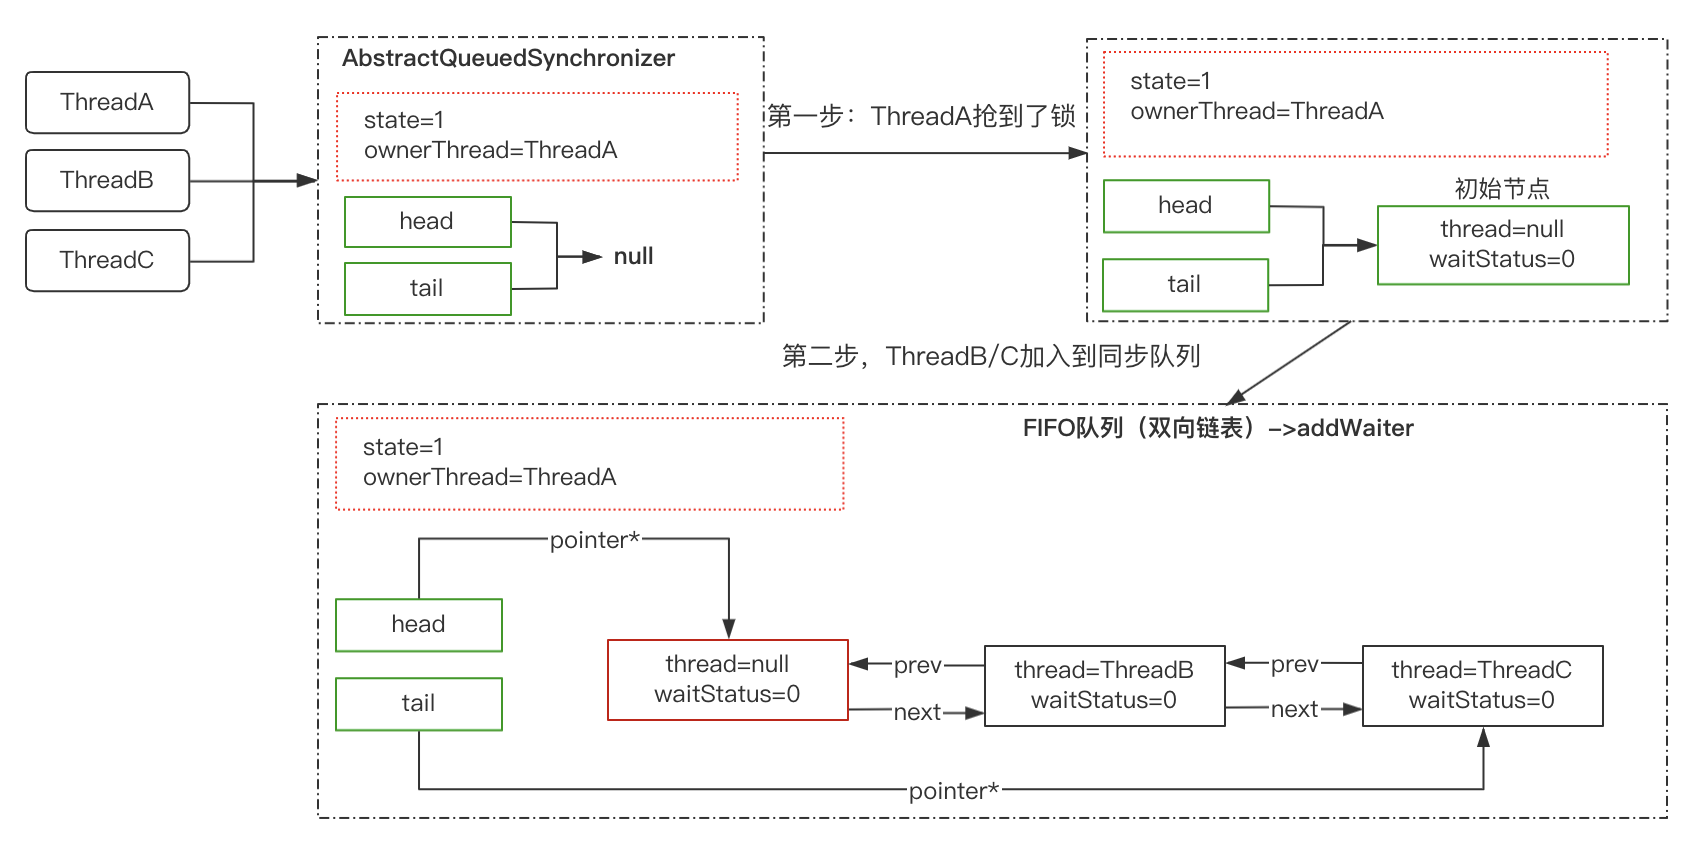 ThreadA
ThreadB
ThreadC
AbstractQueuedSynchronizer
state=1
ownerThread=ThreadA
head
tail
null
第一步：ThreadA抢到了锁
state=1
ownerThread=ThreadA
head
tail
初始节点
thread=null
waitStatus=0
第二步，ThreadB/C加入到同步队列
FIFO队列（双向链表）->addWaiter
state=1
ownerThread=ThreadA
pointer*
head
tail
thread=null
waitStatus=0
prev
next
thread=ThreadB
waitStatus=0
prev
next
thread=ThreadC
waitStatus=0
pointer*